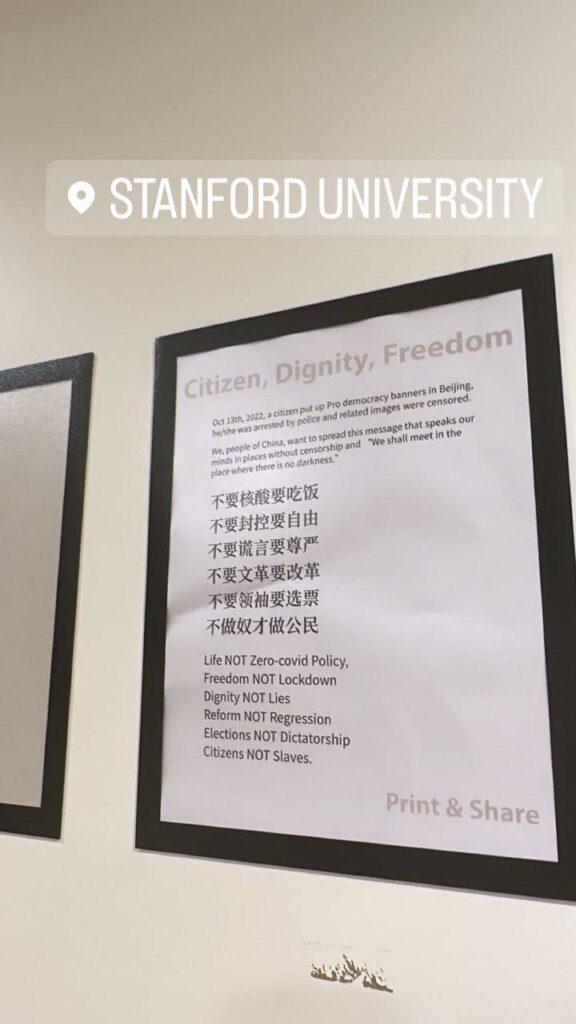 STANFORD UNIVERSITY
Citizen, Dignity, Freedom
Oct 13th, 2022, a citizen put up Pro democracy banners in Beijing,
he/she was arrested by police and related images were censored.
We, people of China, want to spread this message that speaks our
minds in places without censorship and “We shall meet in the
place where there is no darkness.”
不要核酸要吃饭
不要封控要自由
不要谎言要尊严
不要文革要改革
不要领袖要选票
不做奴才做公民
Life NOT Zero-covid Policy,
Freedom NOT Lockdown
Dignity NOT Lies
Reform NOT Regression
Elections NOT Dictatorship
Citizens NOT Slaves.
Print & Share